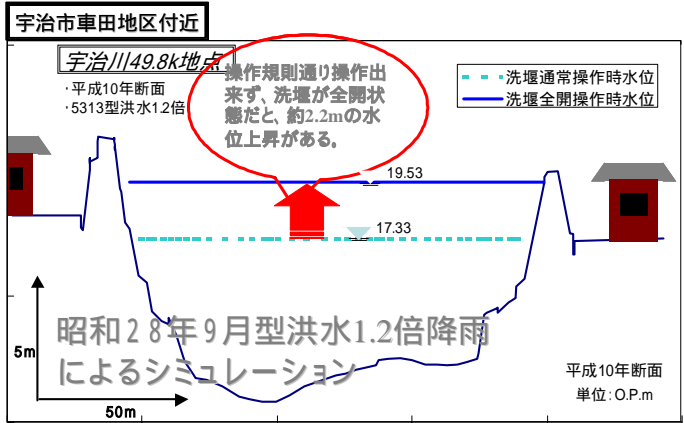 宇治市車田地区付近
宇治川49.8k地点
・平成10年断面
・5313型洪水1.2倍
操作規則通り操作出
来ず、洗堰が全開状
態だと、約2.2mの水
位上昇がある。
洗堰通常操作時水位
洗堰全開操作時水位
19.53
17.33
昭和28年9月型洪水1.2倍降雨
によるシミュレーション
5m
50m
平成10年断面
単位：O.P.m